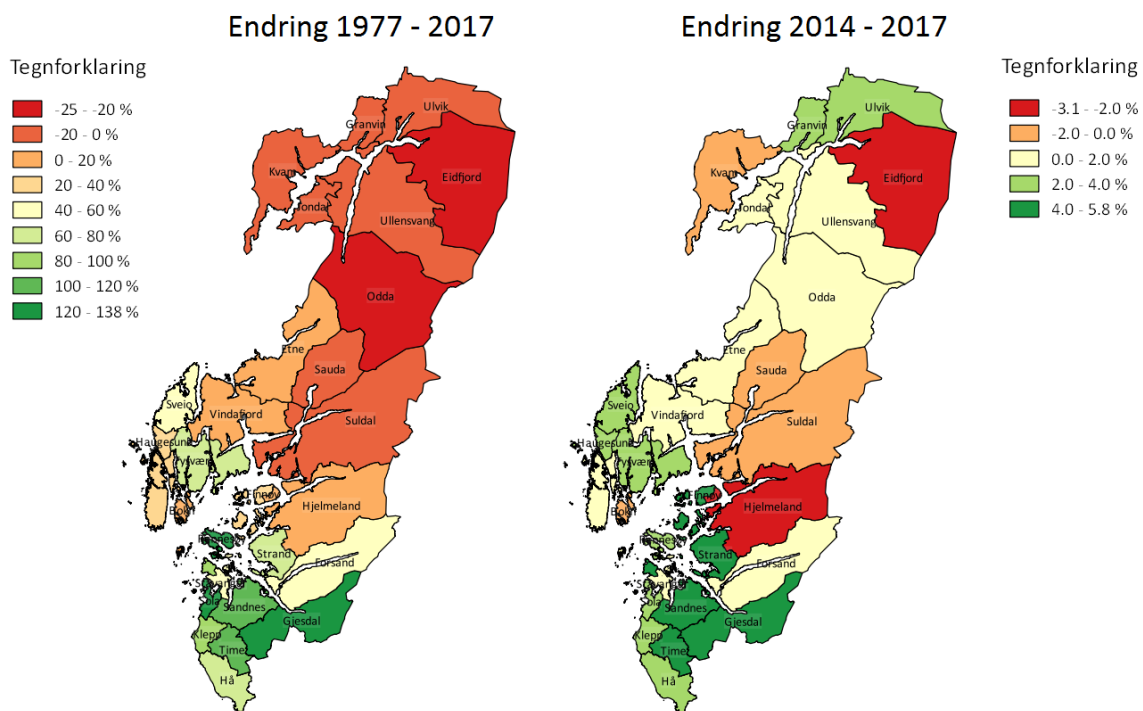 Endring 1977 - 2017
Endring 2014 - 2017
Tegnforklaring
-25 - -20 %
-20 - 0 %
0 - 20 %
20 - 40 %
40 - 60 %
60 - 80 %
80 - 100 %
100 - 120 %
120 - 138 %
Tegnforklaring
-3.1 - -2.0 %
-2.0 - 0.0 %
0.0 - 2.0 %
2.0 - 4.0 %
4.0 - 5.8 %
Ulvik
Granvin
Kvam
Eidfjord
Jondal
Ullensvang
Odda
Etne
Sauda
Sveio
Vindafjord
Suldal
Haugesund
Tysvær
Bokn
Finnøy
Hjelmeland
Rennesøy
Strand
Forsand
Stavanger
Sola
Sandnes
Gjesdal
Klepp
Time
Hå
Ulvik
Granvin
Kvam
Eidfjord
Jondal
Ullensvang
Odda
Etne
Sauda
Sveio
Vindafjord
Suldal
Haugesund
Tysvær
Bokn
Finnøy
Hjelmeland
Rennesøy
Strand
Forsand
Stavanger
Sola
Sandnes
Gjesdal
Klepp
Time
Hå